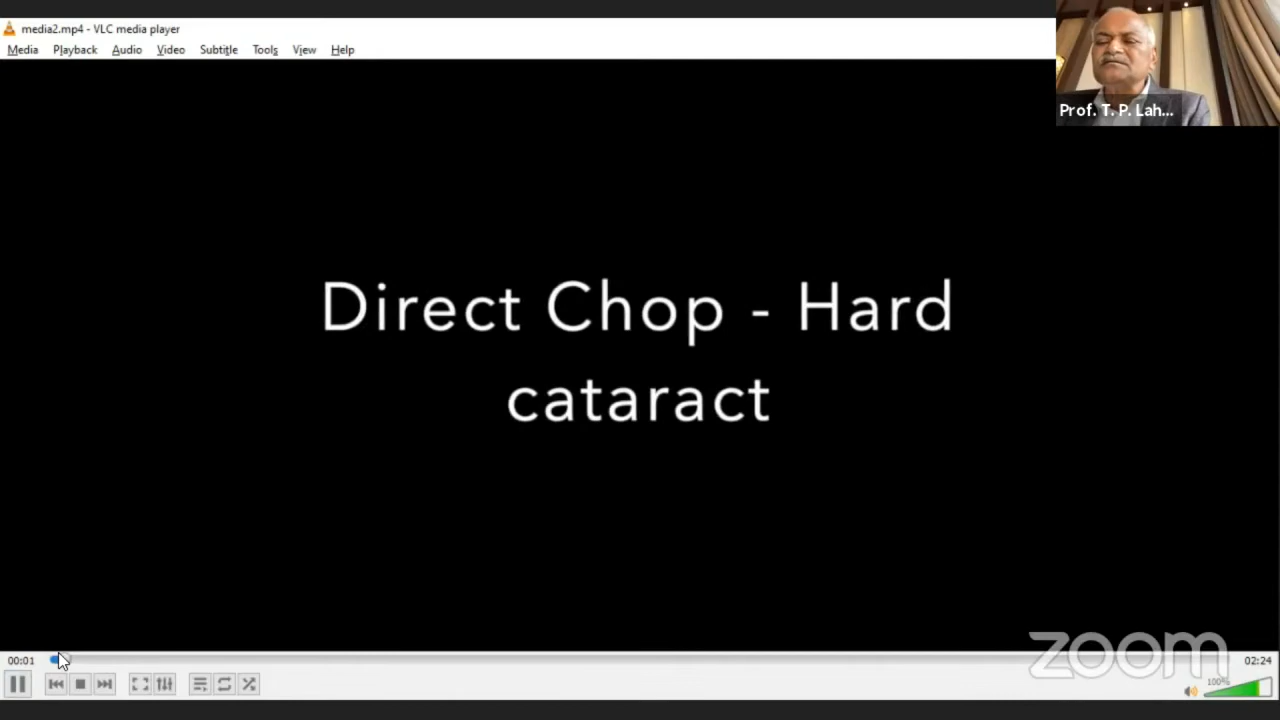 media2.mp4 - VLC media player
Media Playback Audio Video Subtitle Tools View Help
Prof. T. P. Lah...
Direct Chop - Hard
cataract
00:01
02:24
zoom
100%